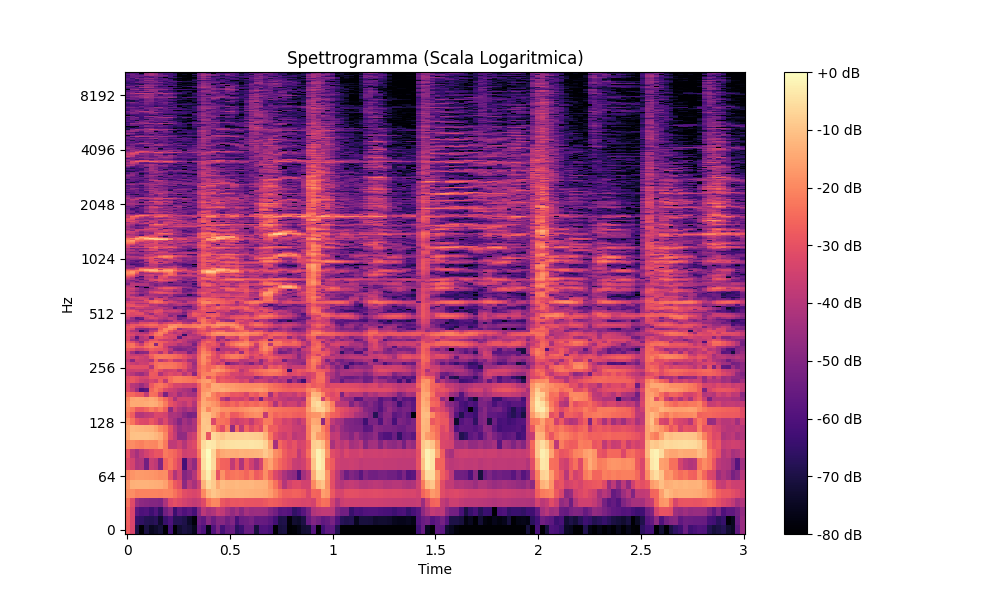 Spettrogramma (Scala Logaritmica)
Hz
8192
4096
2048
1024
512
256
128
64
0
0 0.5 1 1.5 2 2.5 3
Time
+0 dB
-10 dB
-20 dB
-30 dB
-40 dB
-50 dB
-60 dB
-70 dB
-80 dB